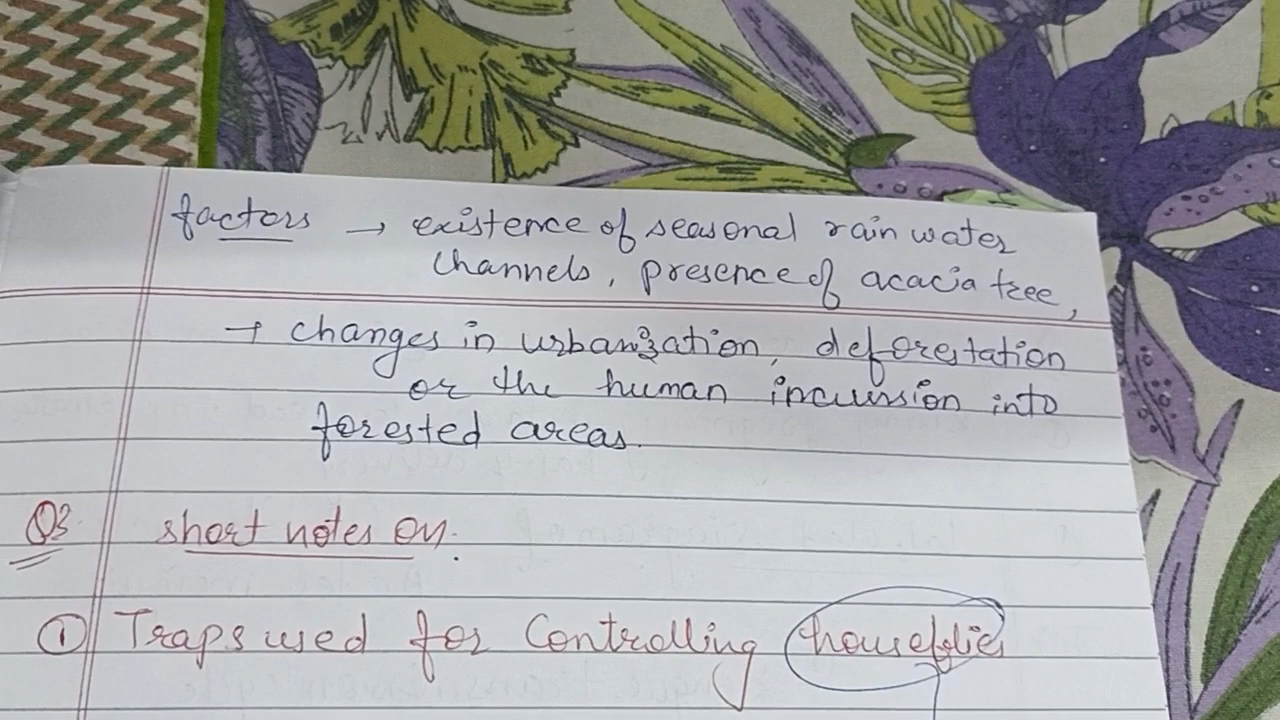 factors → existence of seasonal rain water
channels, presence of acacia tree,
→ changes in urbanization, deforestation
or the human incursion into
forested areas.
Q3. short notes on.
① Traps used for Controlling houseflies